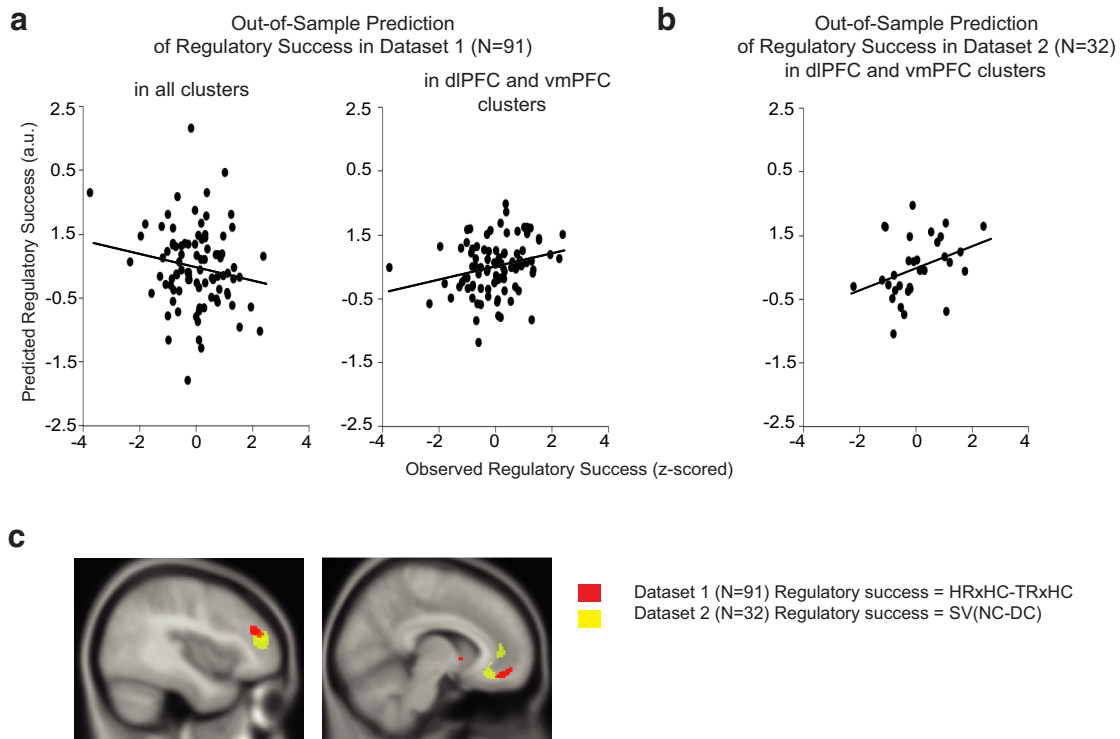 a
Out-of-Sample Prediction
of Regulatory Success in Dataset 1 (N=91)
in all clusters
in dlPFC and vmPFC
clusters
Predicted Regulatory Success (a.u.)
2.5
0.5
1.5
-0.5
-1.5
-2.5
-4
-2
0
2
4
2.5
0.5
1.5
-0.5
-1.5
-2.5
-4
-2
0
2
4
Observed Regulatory Success (z-scored)
b
Out-of-Sample Prediction
of Regulatory Success in Dataset 2 (N=32)
in dlPFC and vmPFC clusters
2.5
0.5
1.5
-0.5
-1.5
-2.5
-4
-2
0
2
4
c
Dataset 1 (N=91) Regulatory success = HRxHC-TRxHC
Dataset 2 (N=32) Regulatory success = SV(NC-DC)